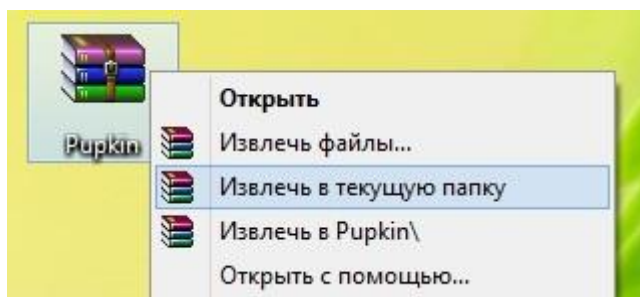 Pupkin
Открыть
Извлечь файлы...
Извлечь в текущую папку
Извлечь в Pupkin\
Открыть с помощью...